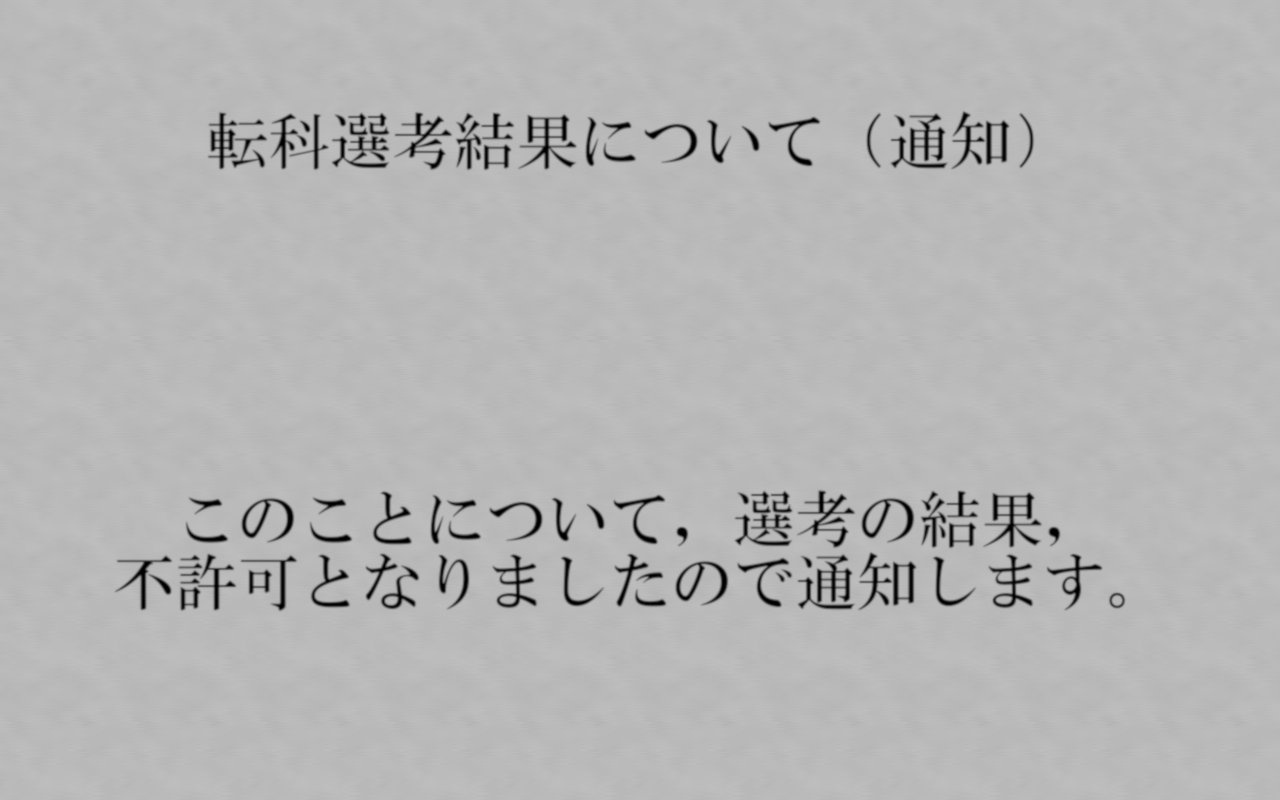 転科選考結果について（通知）
このことについて，選考の結果，
不許可となりましたので通知します。